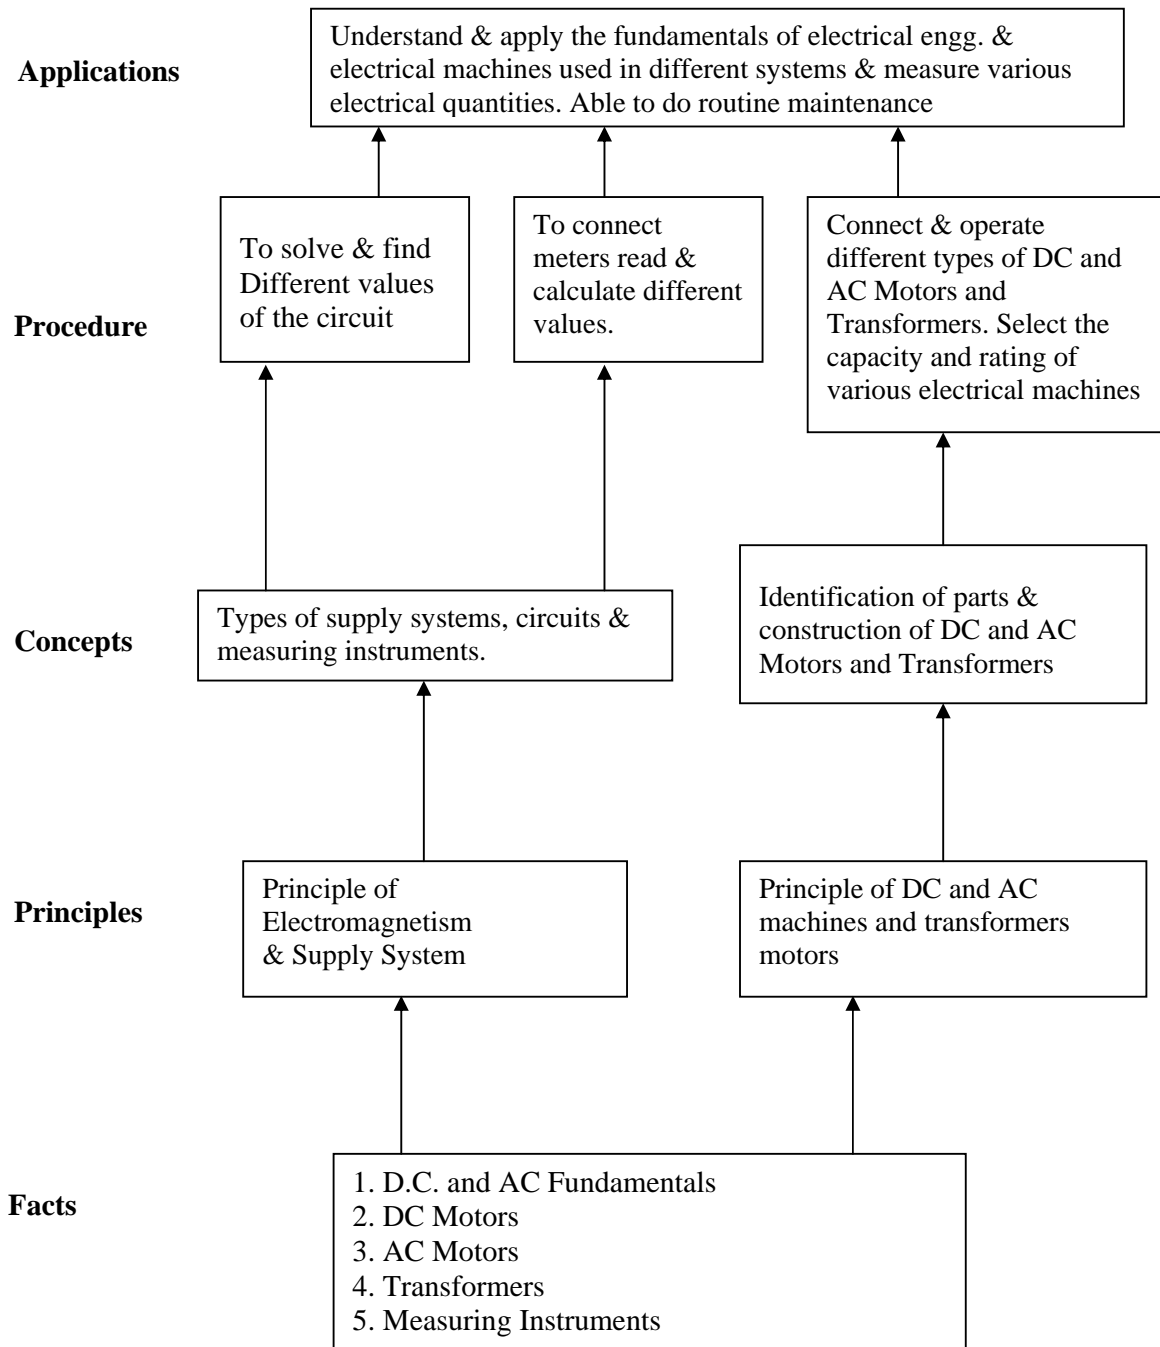 Applications
Understand & apply the fundamentals of electrical engg. &
electrical machines used in different systems & measure various
electrical quantities. Able to do routine maintenance
Procedure
To solve & find
Different values
of the circuit
To connect
meters read &
calculate different
values.
Connect & operate
different types of DC and
AC Motors and
Transformers. Select the
capacity and rating of
various electrical machines
Concepts
Types of supply systems, circuits &
measuring instruments.
Identification of parts &
construction of DC and AC
Motors and Transformers
Principles
Principle of
Electromagnetism
& Supply System
Principle of DC and AC
machines and transformers
motors
Facts
1. D.C. and AC Fundamentals
2. DC Motors
3. AC Motors
4. Transformers
5. Measuring Instruments